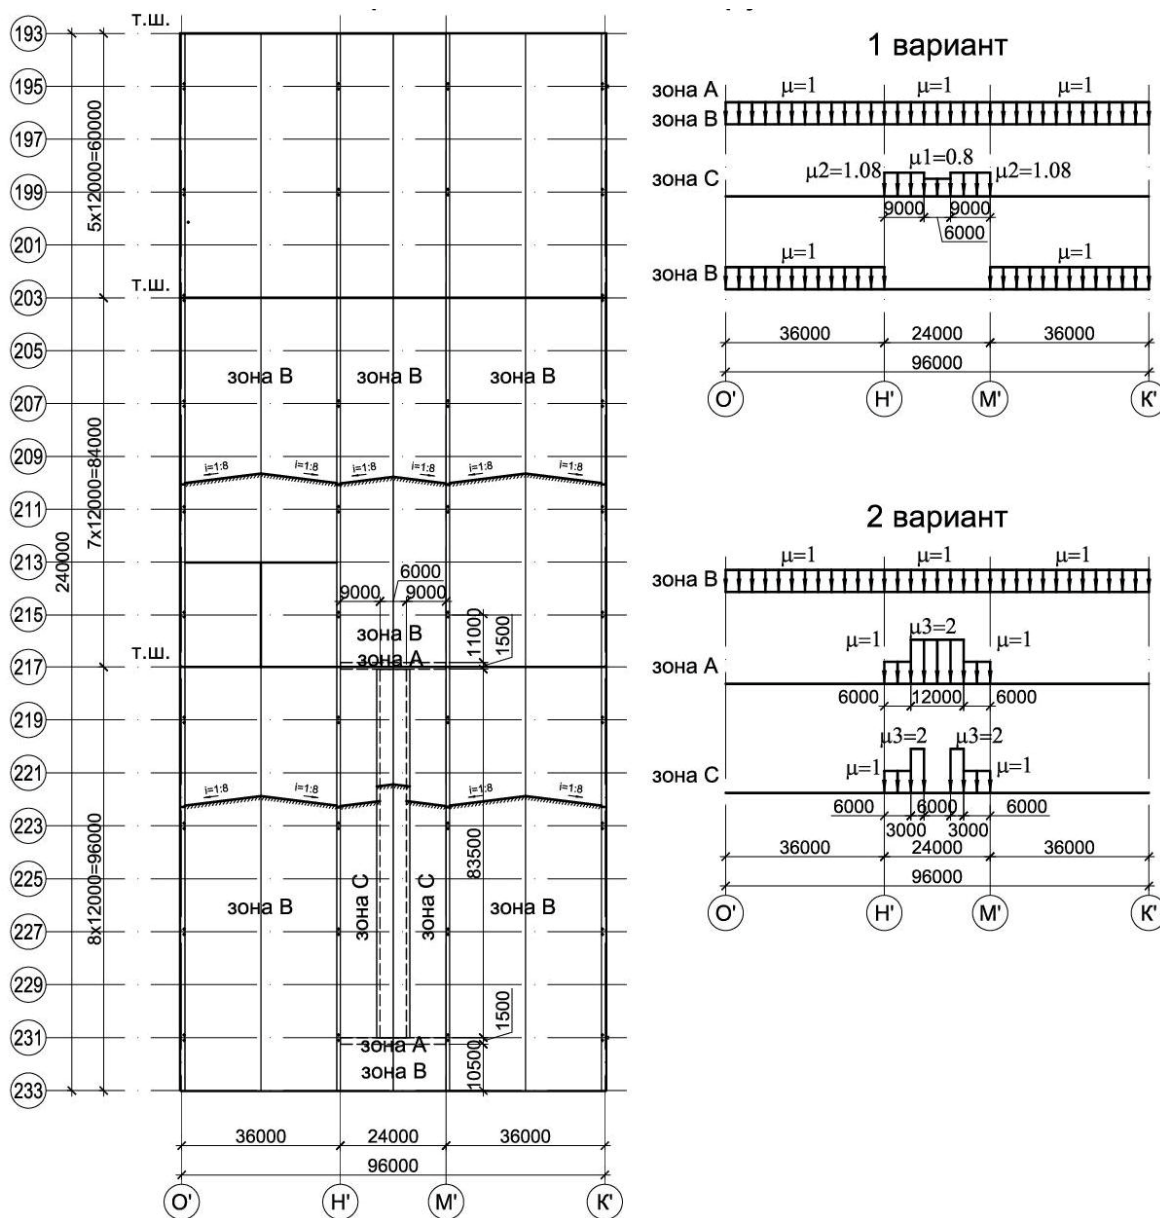 т.ш.
193
195
197
199
201
203
205
207
209
211
213
215
217
219
221
223
225
227
229
231
233
5x12000=60000
7x12000=84000
8x12000=96000
240000
т.ш.
зона В
зона В
зона В
i=1:8
i=1:8
i=1:8
i=1:8
i=1:8
i=1:8
6000
9000
9000
11000
1500
зона В
зона А
т.ш.
i=1:8
i=1:8
i=1:8
i=1:8
i=1:8
i=1:8
83500
зона В
зона С
зона С
зона В
1500
10500
зона А
зона В
36000
24000
36000
96000
О'
Н'
М'
К'
1 вариант
зона А
зона В
μ=1
μ=1
μ=1
зона С
μ2=1.08
μ1=0.8
μ2=1.08
9000
9000
6000
зона В
μ=1
μ=1
36000
24000
36000
96000
О'
Н'
М'
К'
2 вариант
зона В
μ=1
μ=1
μ=1
зона А
μ=1
μ3=2
μ=1
6000
12000
6000
зона С
μ=1
μ3=2
μ3=2
μ=1
6000
6000
6000
3000
3000
36000
24000
36000
96000
О'
Н'
М'
К'